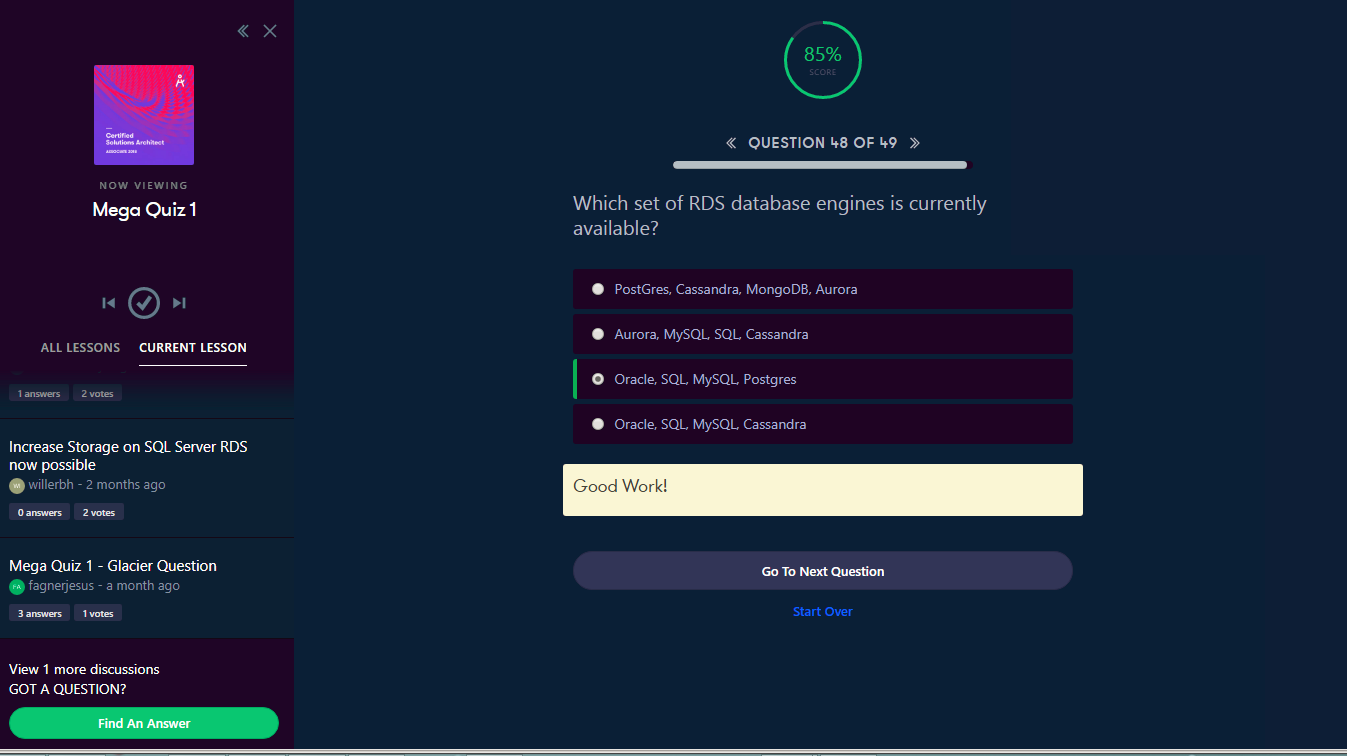 Certified
Solutions Architect
ASSOCIATE 2018
NOW VIEWING
Mega Quiz 1
ALL LESSONS CURRENT LESSON
1 answers 2 votes
Increase Storage on SQL Server RDS
now possible
WI willerbh - 2 months ago
0 answers 2 votes
Mega Quiz 1 - Glacier Question
FA fagnerjesus - a month ago
3 answers 1 votes
View 1 more discussions
GOT A QUESTION?
Find An Answer
85%
SCORE
« QUESTION 48 OF 49 »
Which set of RDS database engines is currently
available?
PostGres, Cassandra, MongoDB, Aurora
Aurora, MySQL, SQL, Cassandra
Oracle, SQL, MySQL, Postgres
Oracle, SQL, MySQL, Cassandra
Good Work!
Go To Next Question
Start Over